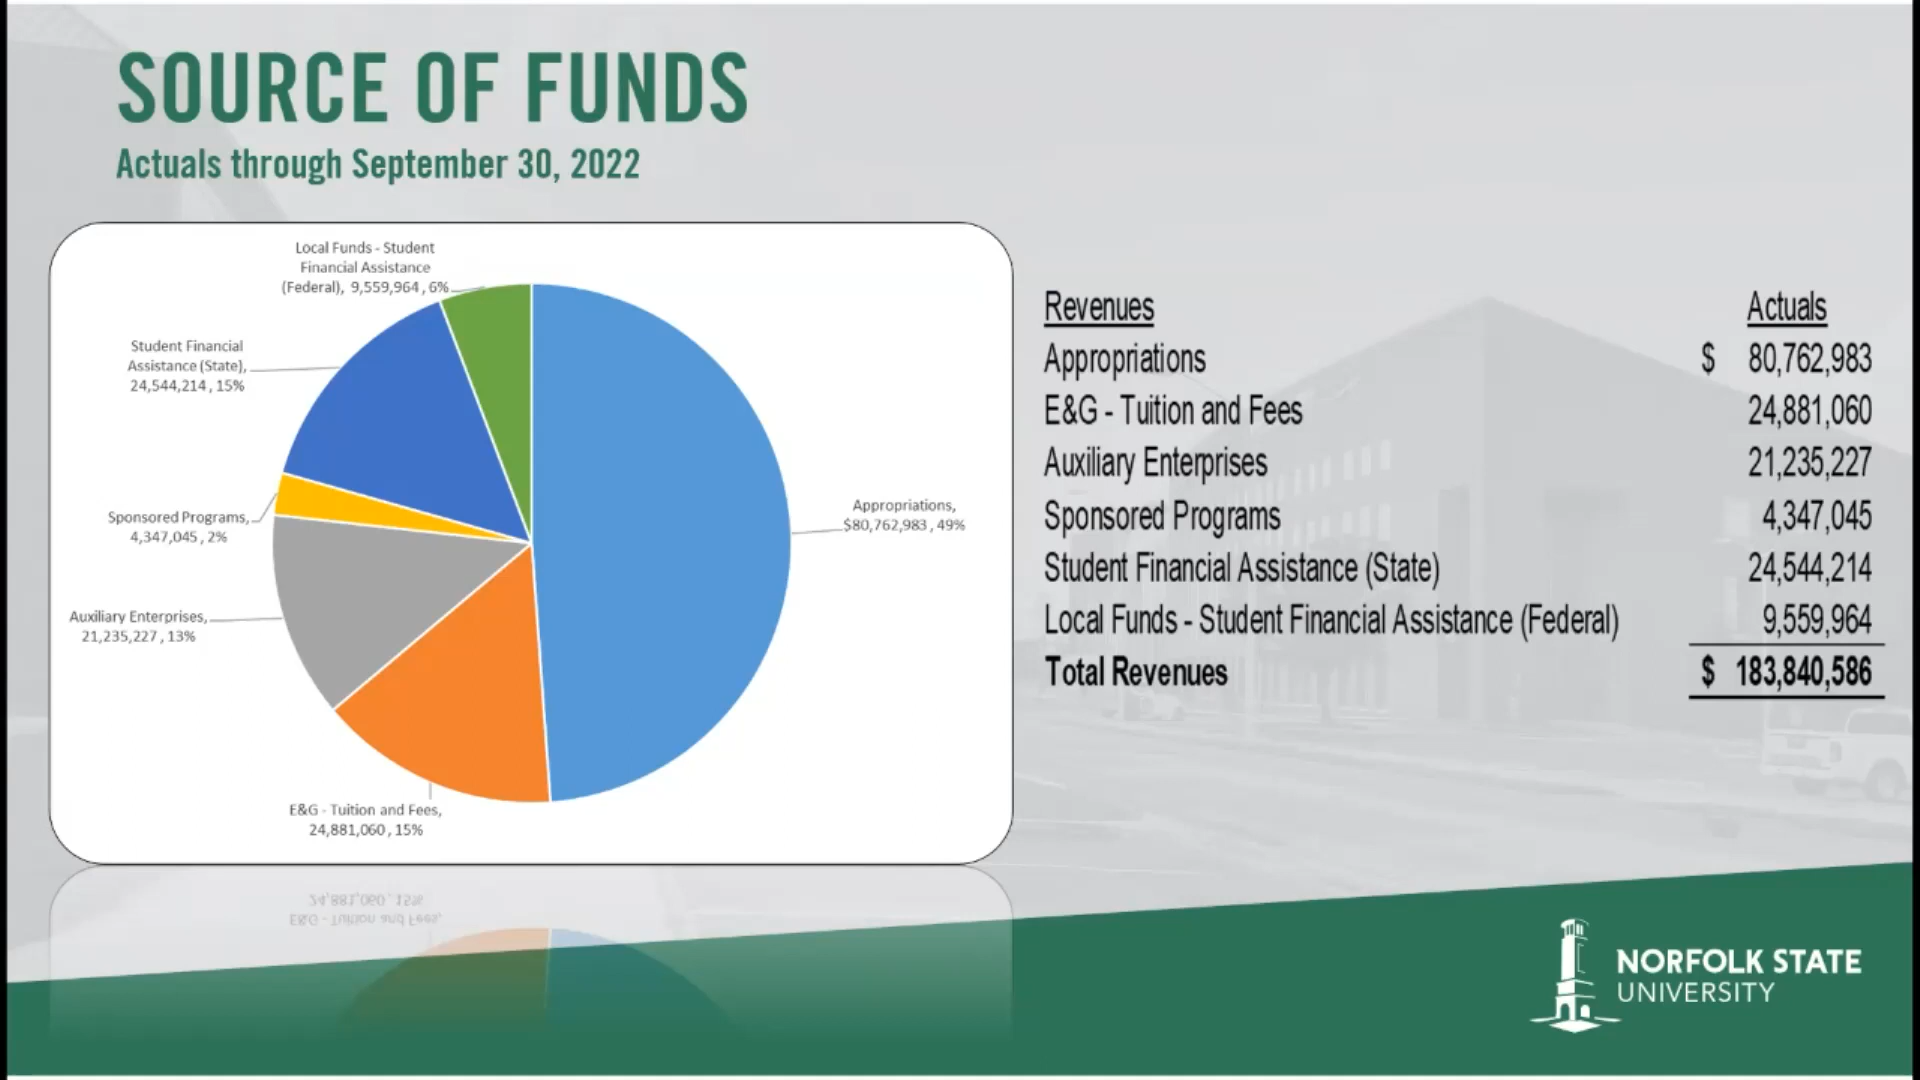 SOURCE OF FUNDS
Actuals through September 30, 2022
Local Funds - Student
Financial Assistance
(Federal), 9,559,964 , 6%
Student Financial
Assistance (State),
24,544,214 , 15%
Sponsored Programs,
4,347,045 , 2%
Auxiliary Enterprises,
21,235,227 , 13%
E&G - Tuition and Fees,
24,881,060 , 15%
Appropriations,
$80,762,983 , 49%
Revenues Actuals
Appropriations $ 80,762,983
E&G - Tuition and Fees 24,881,060
Auxiliary Enterprises 21,235,227
Sponsored Programs 4,347,045
Student Financial Assistance (State) 24,544,214
Local Funds - Student Financial Assistance (Federal) 9,559,964
Total Revenues $ 183,840,586
NORFOLK STATE
UNIVERSITY